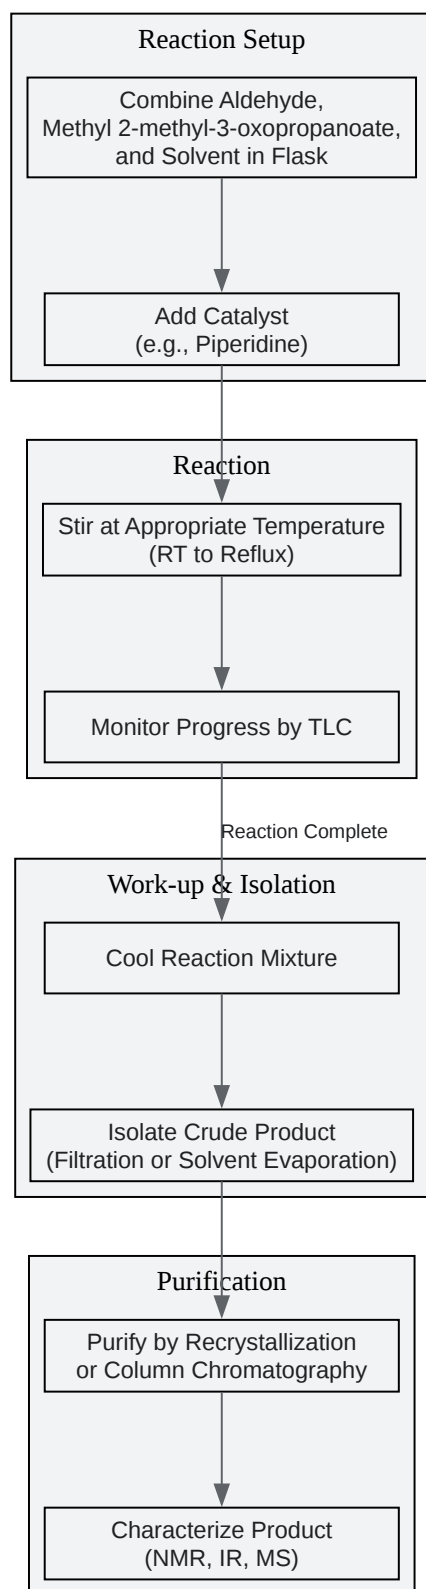 Reaction Setup
Combine Aldehyde,
Methyl 2-methyl-3-oxopropanoate,
and Solvent in Flask
Add Catalyst
(e.g., Piperidine)
Reaction
Stir at Appropriate Temperature
(RT to Reflux)
Monitor Progress by TLC
Reaction Complete
Work-up & Isolation
Cool Reaction Mixture
Isolate Crude Product
(Filtration or Solvent Evaporation)
Purification
Purify by Recrystallization
or Column Chromatography
Characterize Product
(NMR, IR, MS)